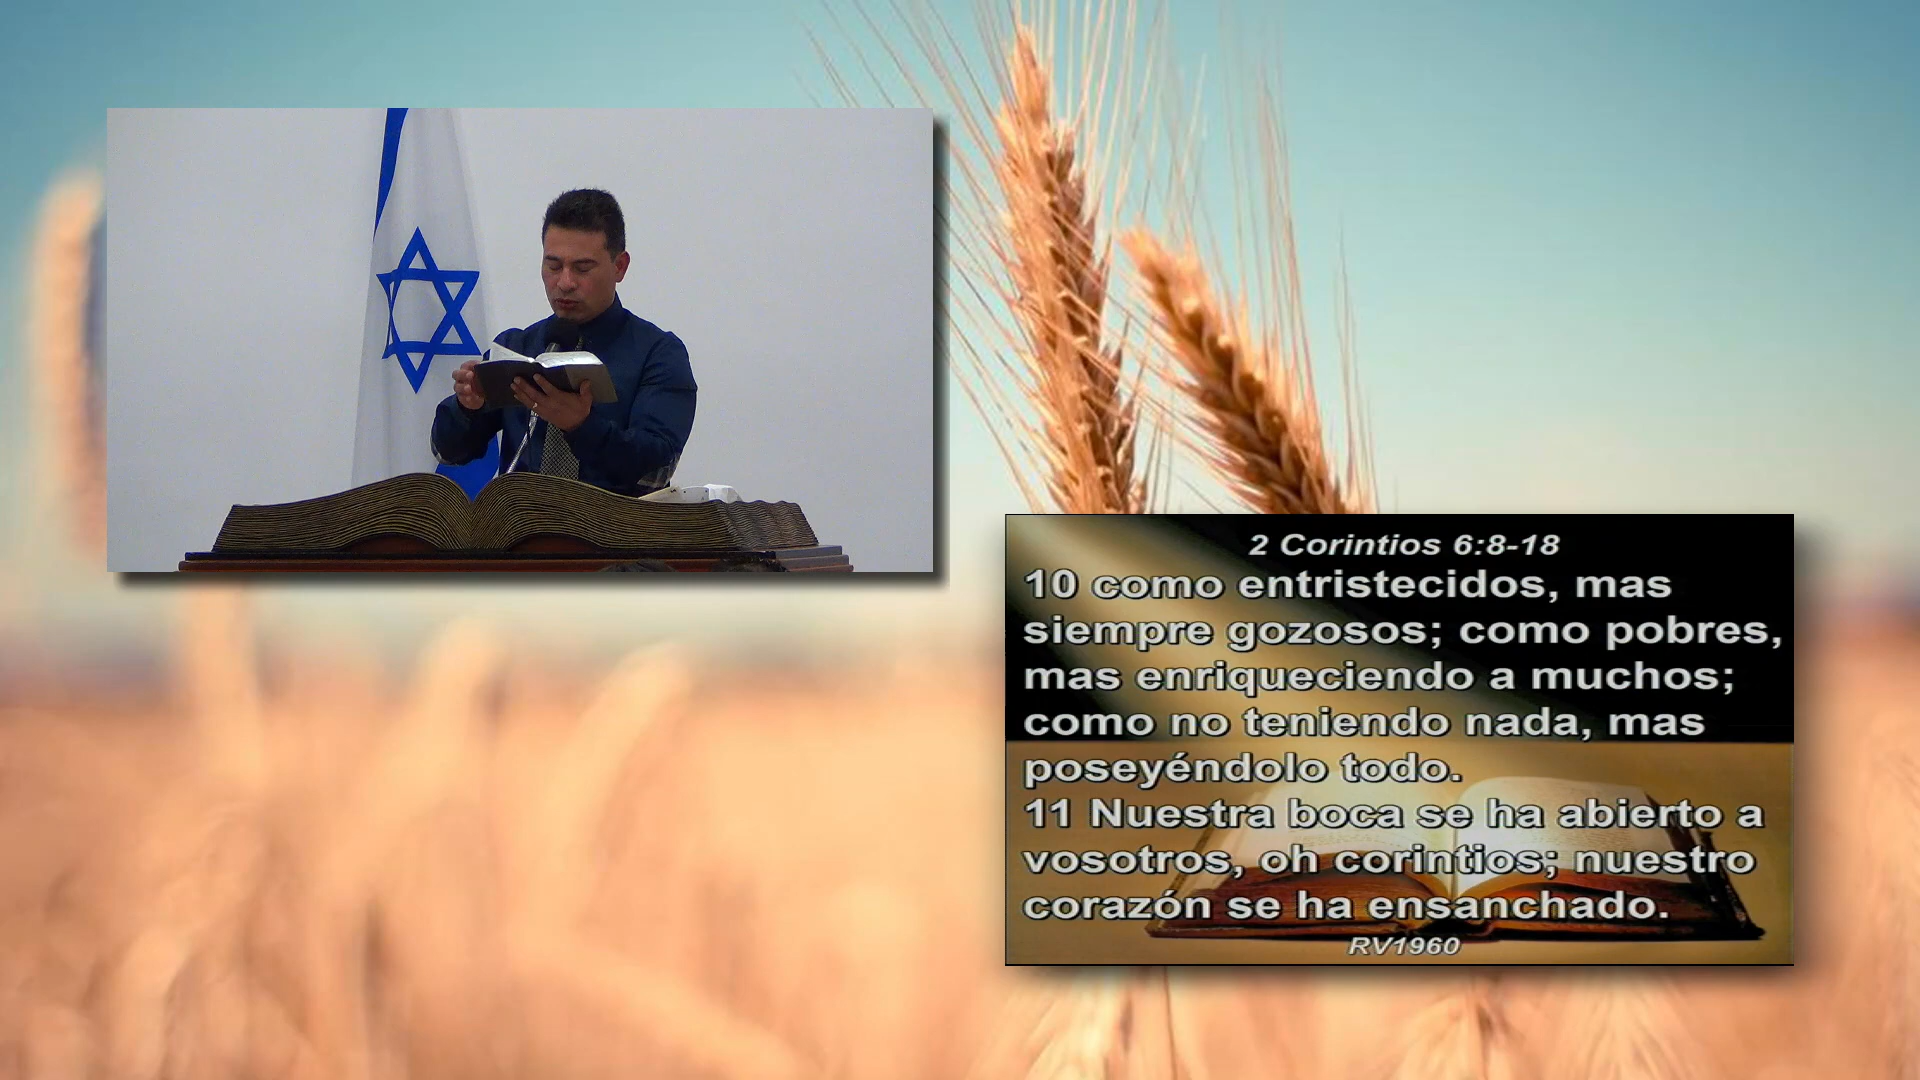 2 Corintios 6:8-18
10 como entristecidos, mas
siempre gozosos; como pobres,
mas enriqueciendo a muchos;
como no teniendo nada, mas
poseyéndolo todo.
11 Nuestra boca se ha abierto a
vosotros, oh corintios; nuestro
corazón se ha ensanchado.
RV1960